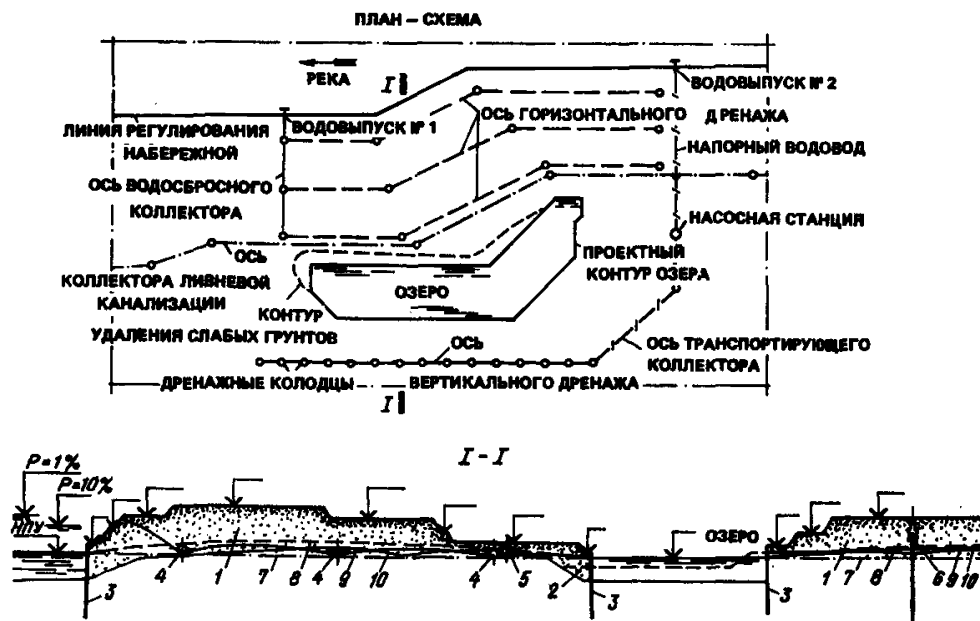 ПЛАН – СХЕМА
I
РЕКА
ВОДОВЫПУСК № 2
ЛИНИЯ РЕГУЛИРОВАНИЯ
НАБЕРЕЖНОЙ
ВОДОВЫПУСК № 1
ОСЬ ГОРИЗОНТАЛЬНОГО
ДРЕНАЖА
НАПОРНЫЙ ВОДОВОД
ОСЬ ВОДОСБРОСНОГО
КОЛЛЕКТОРА
НАСОСНАЯ СТАНЦИЯ
ОСЬ
КОЛЛЕКТОРА ЛИВНЕВОЙ
КАНАЛИЗАЦИИ
ПРОЕКТНЫЙ
КОНТУР ОЗЕРА
ОЗЕРО
КОНТУР
УДАЛЕНИЯ СЛАБЫХ ГРУНТОВ
ОСЬ
ОСЬ ТРАНСПОРТИРУЮЩЕГО
КОЛЛЕКТОРА
ДРЕНАЖНЫЕ КОЛОДЦЫ
ВЕРТИКАЛЬНОГО ДРЕНАЖА
I
I – I
P=1%
P=10%
НПУ
ОЗЕРО
4 1 7 8 4 9 10 4 5 2 1 7 8 6 9 10
3 3 3